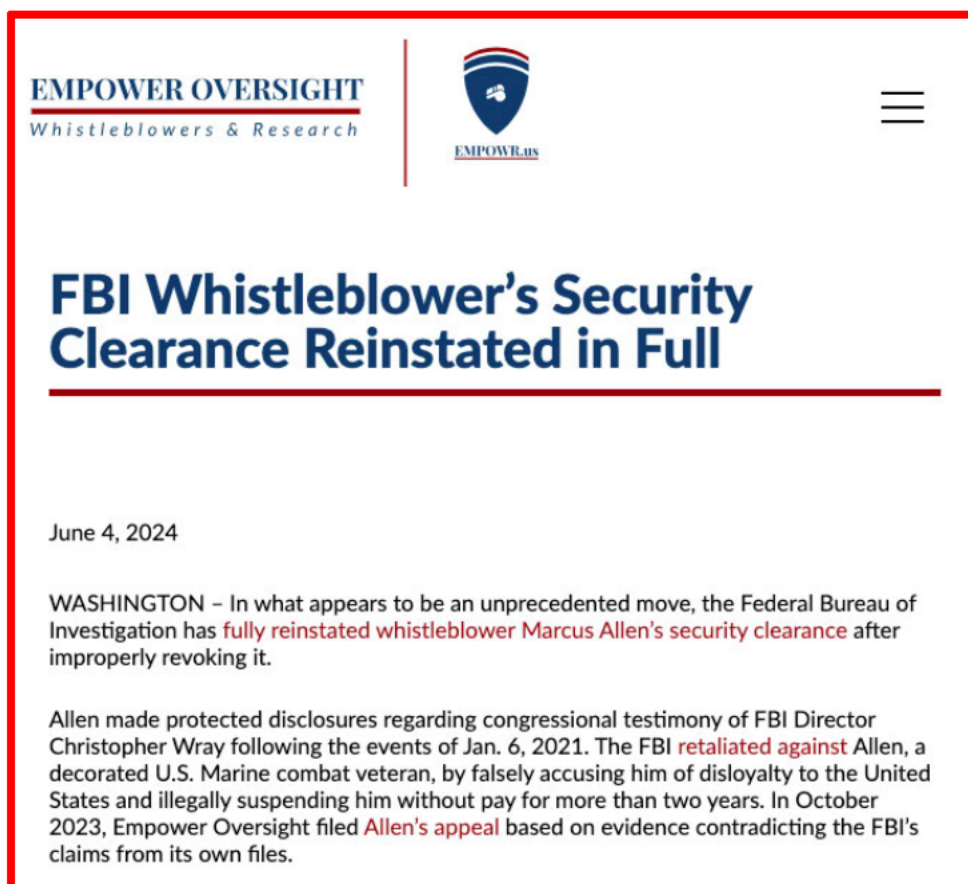 EMPOWER OVERSIGHT
Whistleblowers & Research
EMPOWR.us
FBI Whistleblower’s Security
Clearance Reinstated in Full
June 4, 2024
WASHINGTON – In what appears to be an unprecedented move, the Federal Bureau of
Investigation has fully reinstated whistleblower Marcus Allen’s security clearance after
improperly revoking it.
Allen made protected disclosures regarding congressional testimony of FBI Director
Christopher Wray following the events of Jan. 6, 2021. The FBI retaliated against Allen, a
decorated U.S. Marine combat veteran, by falsely accusing him of disloyalty to the United
States and illegally suspending him without pay for more than two years. In October
2023, Empower Oversight filed Allen’s appeal based on evidence contradicting the FBI’s
claims from its own files.